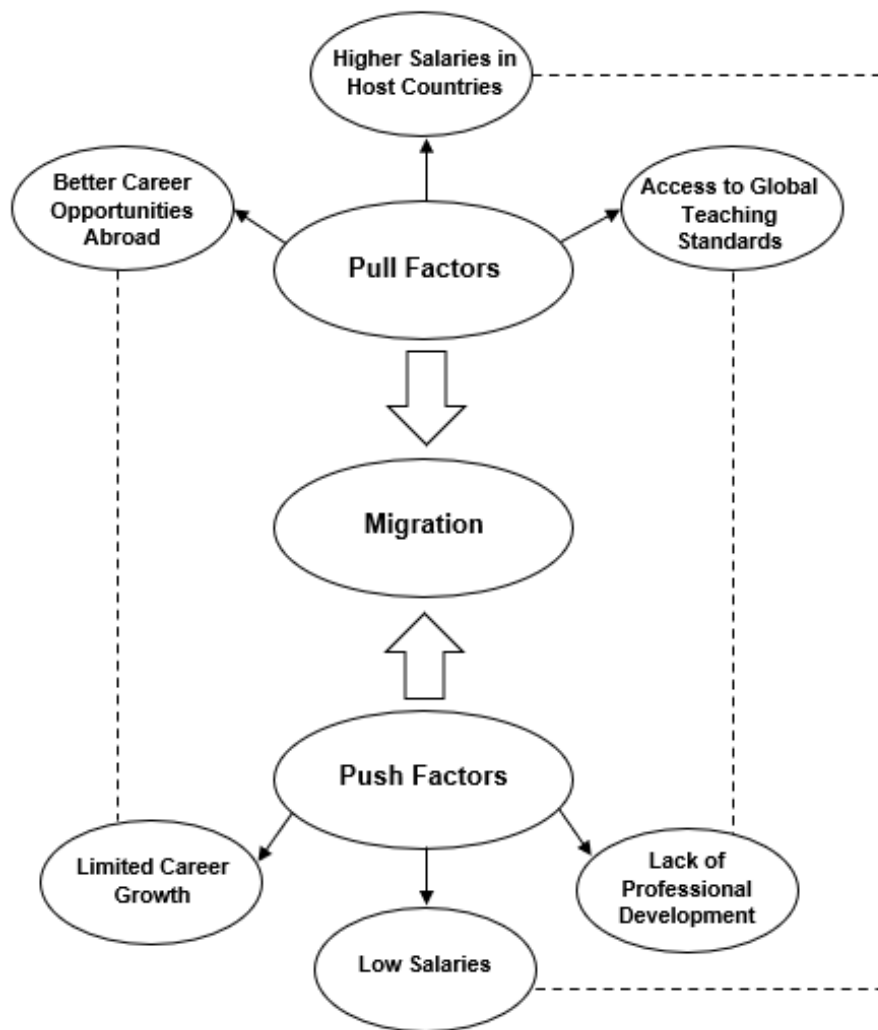 Higher Salaries in
Host Countries
Better Career
Opportunities
Abroad
Access to Global
Teaching
Standards
Pull Factors
Migration
Push Factors
Limited Career
Growth
Lack of
Professional
Development
Low Salaries